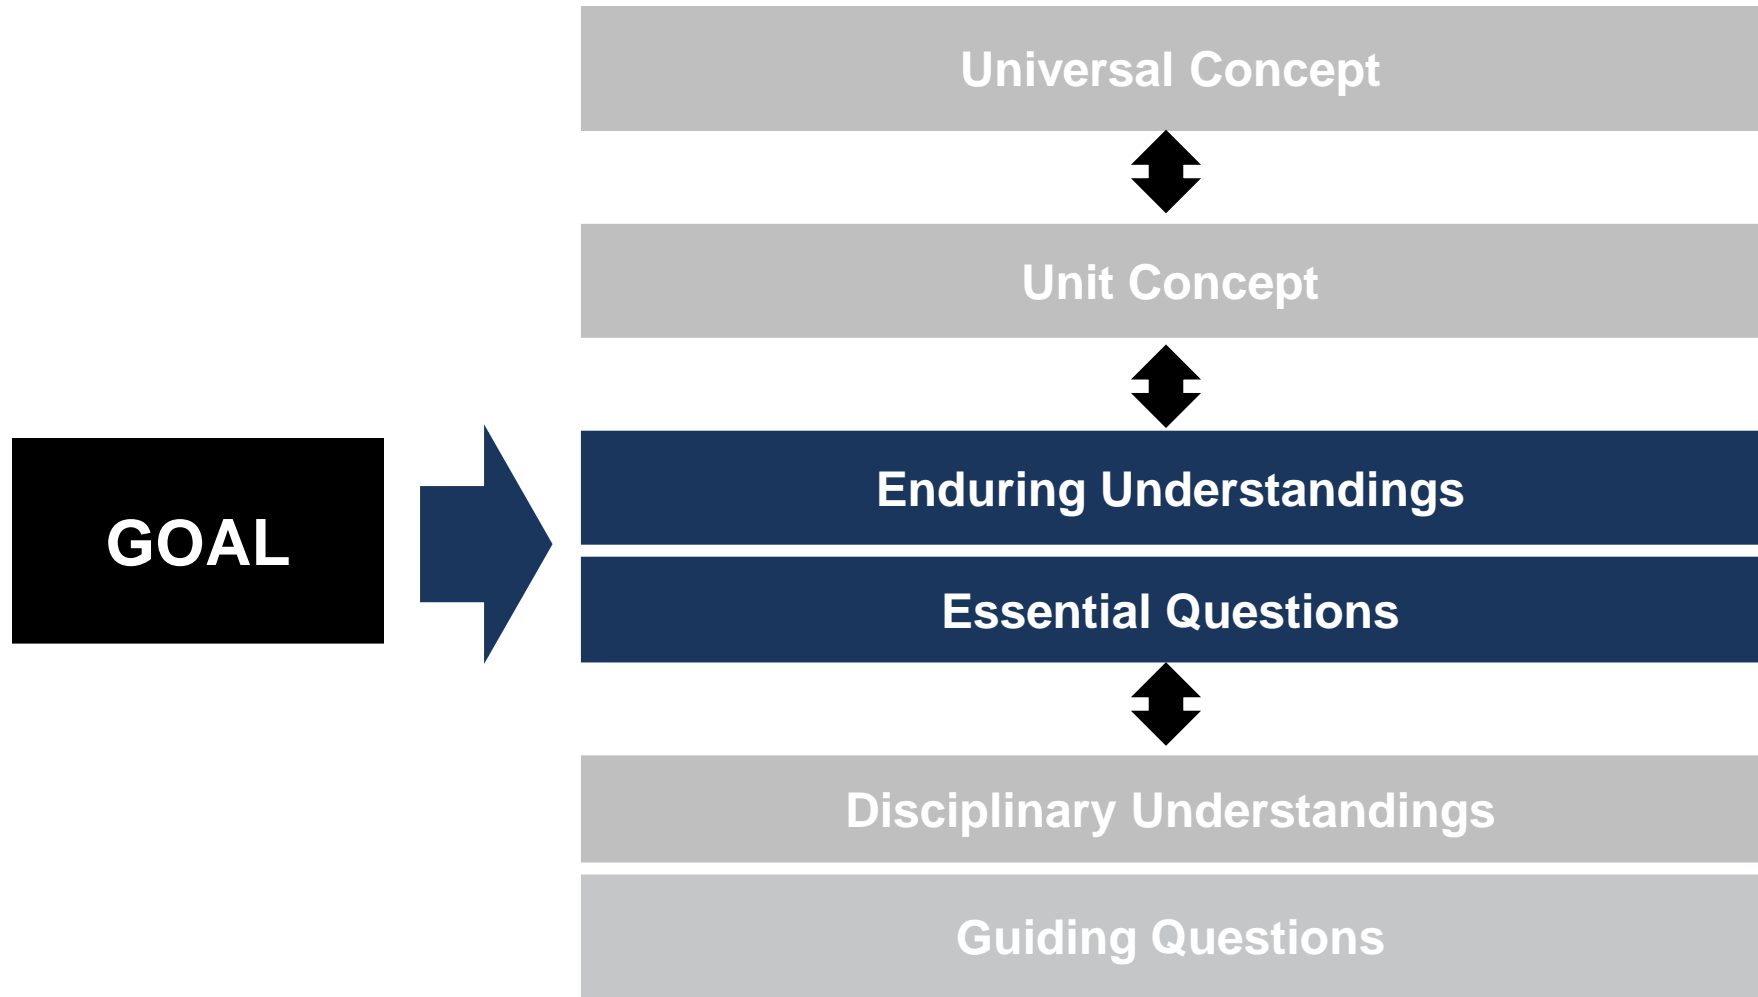 Universal Concept
Unit Concept
Enduring Understandings
GOAL
Essential Questions
Disciplinary Understandings
Guiding Questions